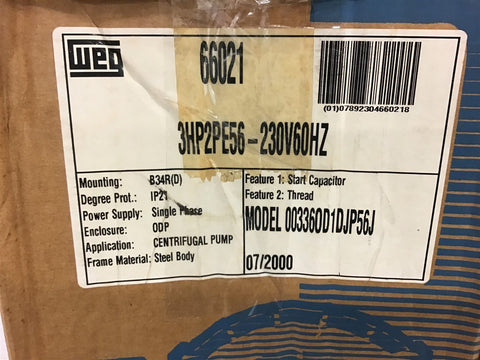 WEG
66021
(01)07892304660218
3HP2PE56-230V60HZ
Mounting: B34R(D)
Degree Prot.: IP21
Power Supply: Single Phase
Enclosure: ODP
Application: CENTRIFUGAL PUMP
Frame Material: Steel Body
Feature 1: Start Capacitor
Feature 2: Thread
MODEL 00336OD1DJP56J
07/2000